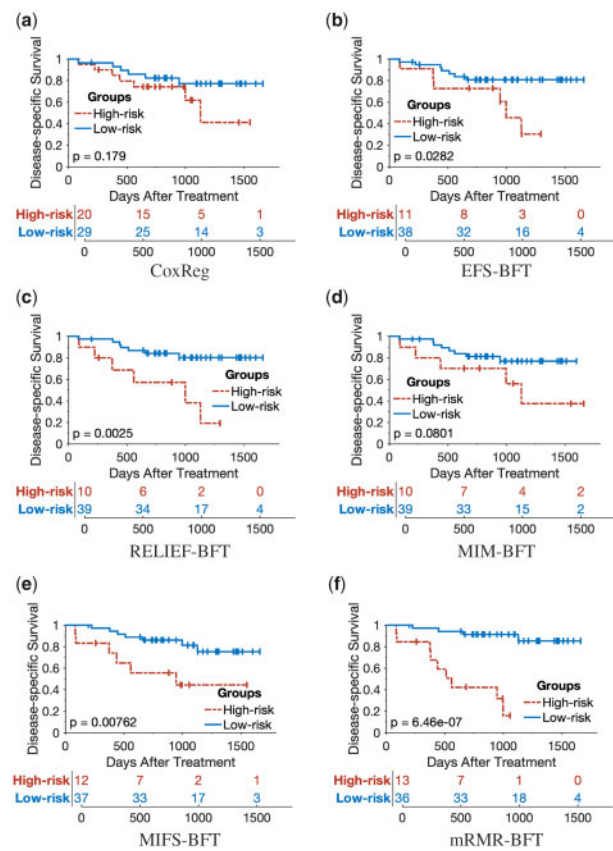 (a)
Disease-specific Survival
1
0.8
0.6
0.4
0.2
Groups
High-risk
Low-risk
p = 0.179
0 500 1000 1500
Days After Treatment
High-risk 20 15 5 1
Low-risk 29 25 14 3
0 500 1000 1500
CoxReg
(b)
Disease-specific Survival
1
0.8
0.6
0.4
0.2
Groups
High-risk
Low-risk
p = 0.0282
0 500 1000 1500
Days After Treatment
High-risk 11 8 3 0
Low-risk 38 32 16 4
0 500 1000 1500
EFS-BFT
(c)
Disease-specific Survival
1
0.8
0.6
0.4
0.2
Groups
High-risk
Low-risk
p = 0.0025
0 500 1000 1500
Days After Treatment
High-risk 10 6 2 0
Low-risk 39 34 17 4
0 500 1000 1500
RELIEF-BFT
(d)
Disease-specific Survival
1
0.8
0.6
0.4
0.2
Groups
High-risk
Low-risk
p = 0.0801
0 500 1000 1500
Days After Treatment
High-risk 10 7 4 2
Low-risk 39 33 15 2
0 500 1000 1500
MIM-BFT
(e)
Disease-specific Survival
1
0.8
0.6
0.4
0.2
Groups
High-risk
Low-risk
p = 0.00762
0 500 1000 1500
Days After Treatment
High-risk 12 7 2 1
Low-risk 37 33 17 3
0 500 1000 1500
MIFS-BFT
(f)
Disease-specific Survival
1
0.8
0.6
0.4
0.2
Groups
High-risk
Low-risk
p = 6.46e-07
0 500 1000 1500
Days After Treatment
High-risk 13 7 1 0
Low-risk 36 33 18 4
0 500 1000 1500
mRMR-BFT